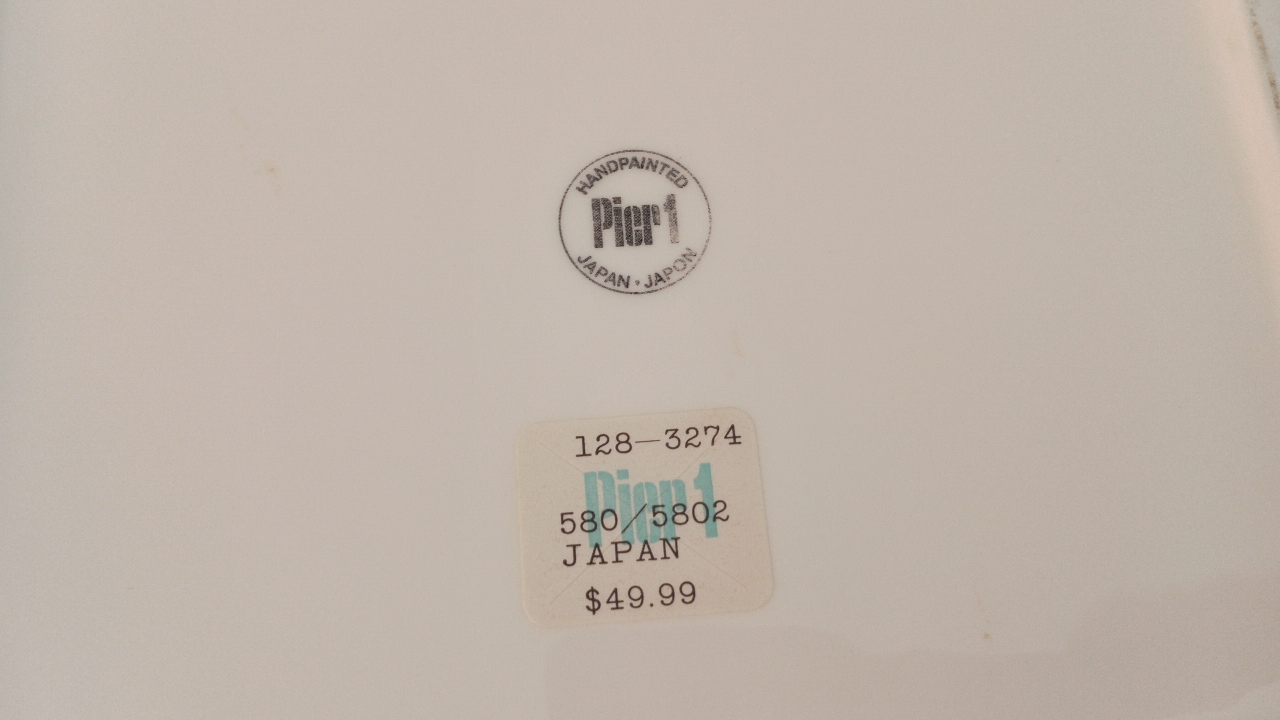 HANDPAINTED
Pier 1
JAPAN • JAPON
128—3274
Pier 1
580/5802
JAPAN
$49.99